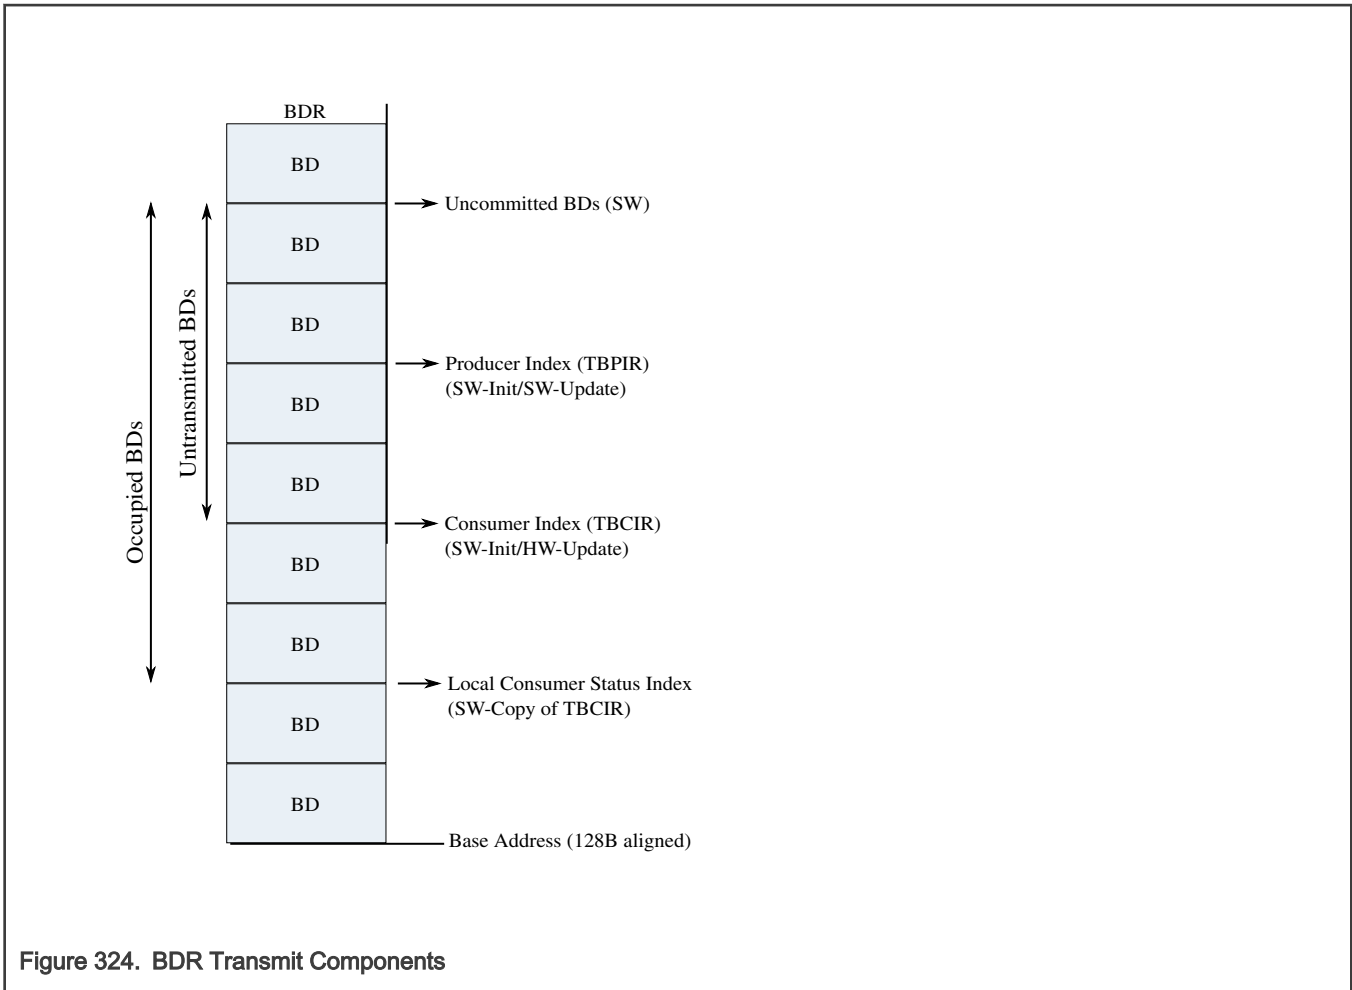 BDR
BD
Uncommitted BDs (SW)
BD
BD
Producer Index (TBPIR)
(SW-Init/SW-Update)
BD
Untransmitted BDs
Occupied BDs
BD
Consumer Index (TBCIR)
(SW-Init/HW-Update)
BD
BD
Local Consumer Status Index
(SW-Copy of TBCIR)
BD
BD
Base Address (128B aligned)
Figure 324. BDR Transmit Components